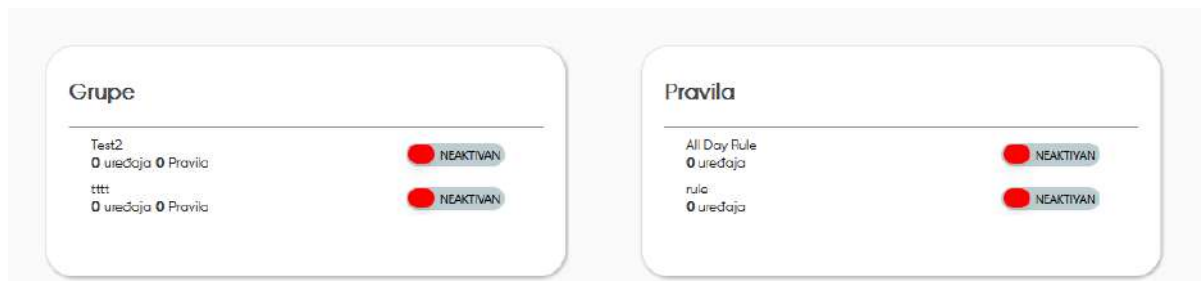 Grupe
Test2
0 uređaja 0 Pravila
NEAKTIVAN
tttt
0 uređaja 0 Pravila
NEAKTIVAN
Pravila
All Day Rule
0 uređaja
NEAKTIVAN
rule
0 uređaja
NEAKTIVAN